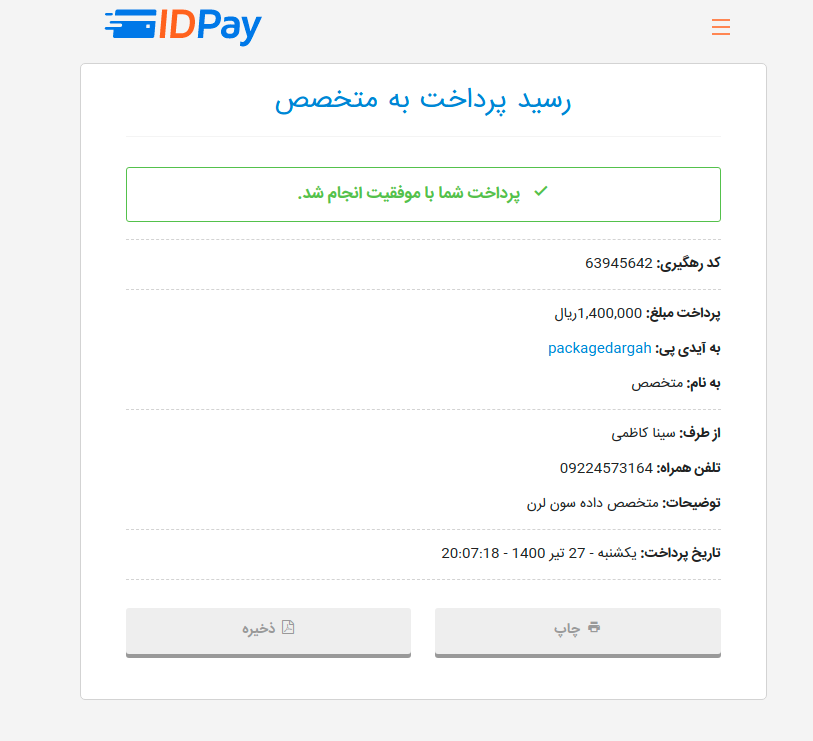 IDPay
رسید پرداخت به متخصص
پرداخت شما با موفقیت انجام شد.
کد رهگیری: 63945642
پرداخت مبلغ: 1,400,000ریال
به آیدی پی: packagedargah
به نام: متخصص
از طرف: سینا کاظمی
تلفن همراه: 09224573164
توضیحات: متخصص داده سون لرن
تاریخ پرداخت: یکشنبه - 27 تیر 1400 - 20:07:18
چاپ
ذخیره